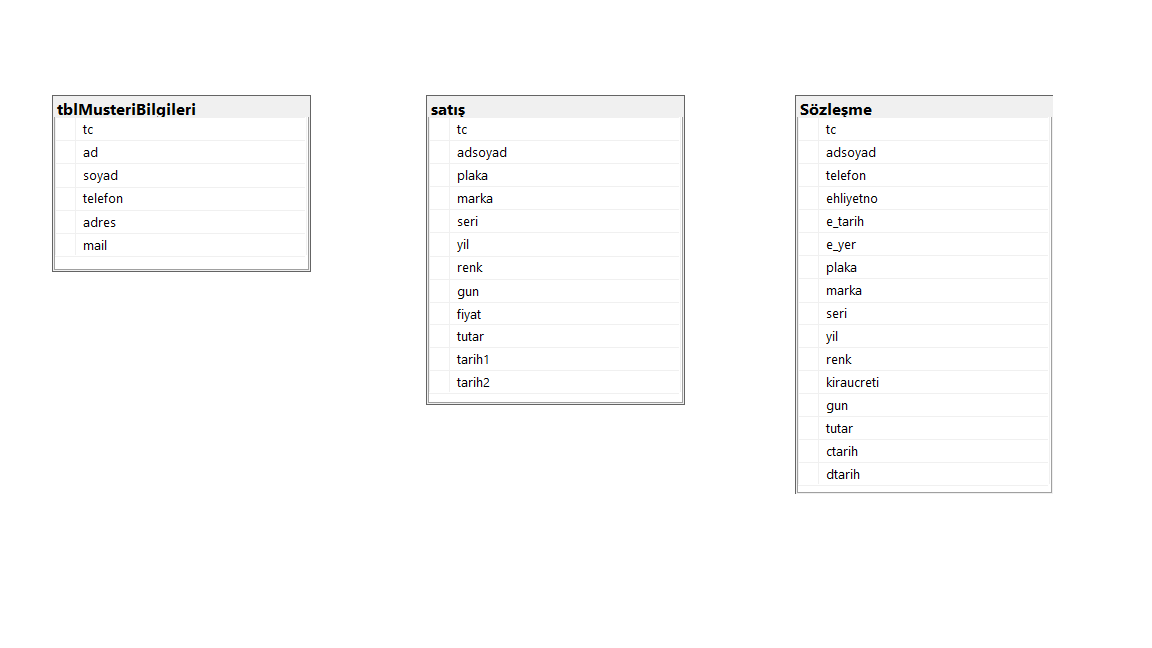 tblMusteriBilgileri
tc
ad
soyad
telefon
adres
mail
satış
tc
adsoyad
plaka
marka
seri
yil
renk
gun
fiyat
tutar
tarih1
tarih2
Sözleşme
tc
adsoyad
telefon
ehliyetno
e_tarih
e_yer
plaka
marka
seri
yil
renk
kiraucreti
gun
tutar
ctarih
dtarih